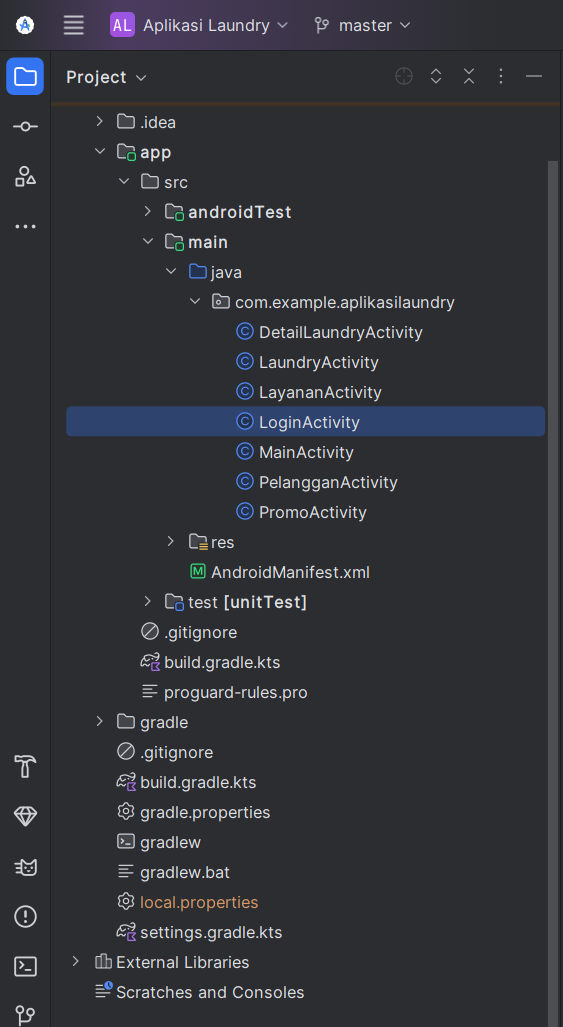 AL Aplikasi Laundry master
Project
.idea
app
src
androidTest
main
java
com.example.aplikasilaundry
C DetailLaundryActivity
C LaundryActivity
C LayananActivity
C LoginActivity
C MainActivity
C PelangganActivity
C PromoActivity
res
M AndroidManifest.xml
test [unitTest]
.gitignore
build.gradle.kts
proguard-rules.pro
gradle
.gitignore
build.gradle.kts
gradle.properties
gradlew
gradlew.bat
local.properties
settings.gradle.kts
External Libraries
Scratches and Consoles